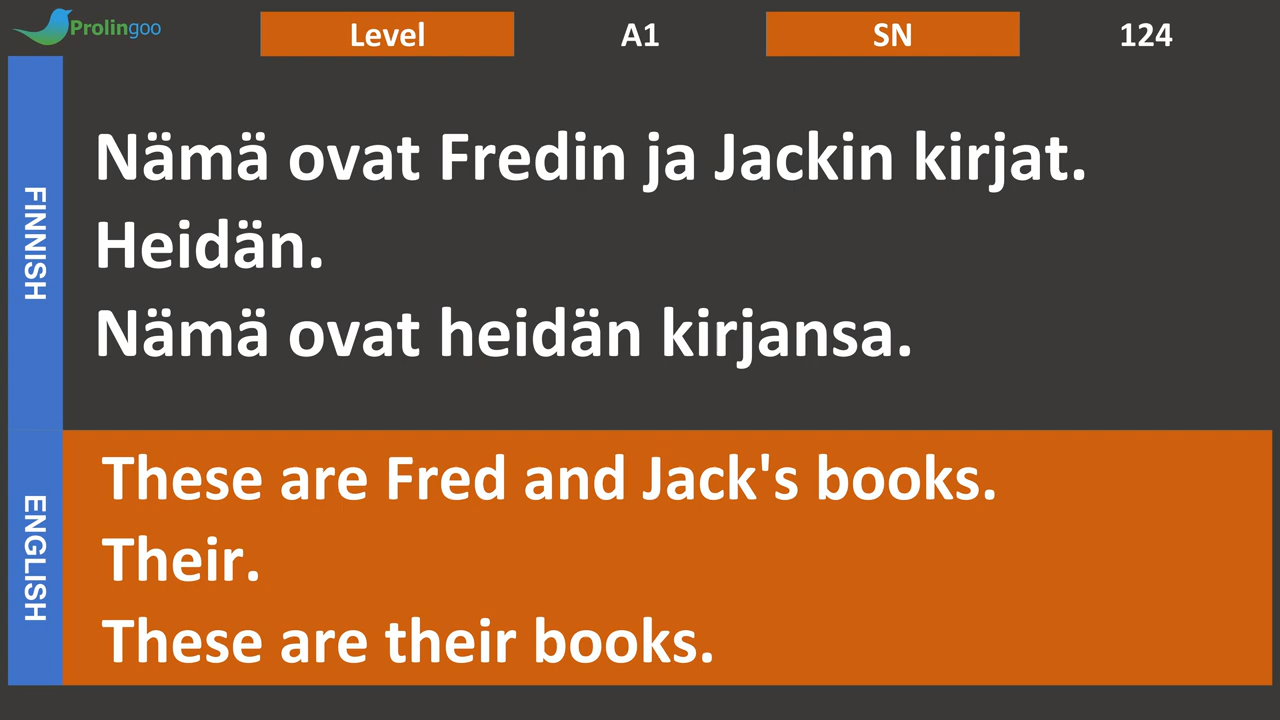 Prolingoo
Level A1 SN 124
FINNISH
Nämä ovat Fredin ja Jackin kirjat.
Heidän.
Nämä ovat heidän kirjansa.
ENGLISH
These are Fred and Jack's books.
Their.
These are their books.